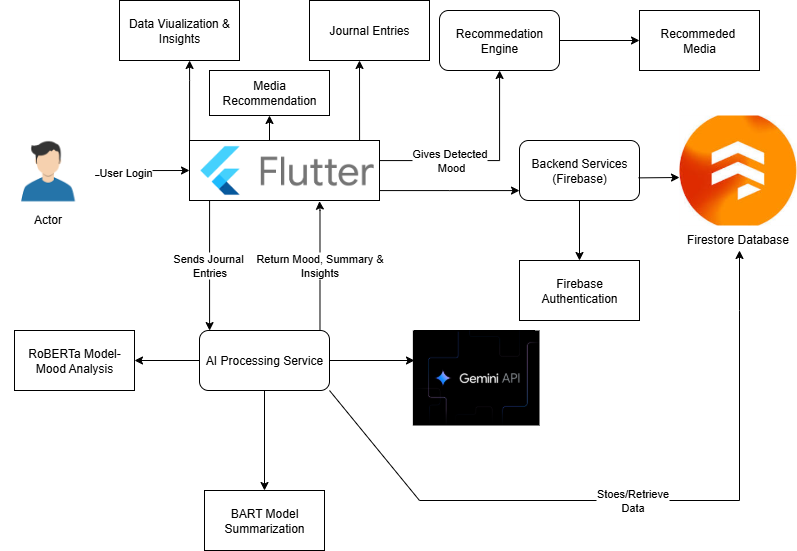 Data Viualization &
Insights
Journal Entries
Recommedation
Engine
Recommeded
Media
Media
Recommendation
User Login
Flutter
Gives Detected
Mood
Backend Services
(Firebase)
Actor
Firestore Database
Sends Journal
Entries
Return Mood, Summary &
Insights
Firebase
Authentication
RoBERTa Model-
Mood Analysis
AI Processing Service
Gemini API
Stoes/Retrieve
Data
BART Model
Summarization